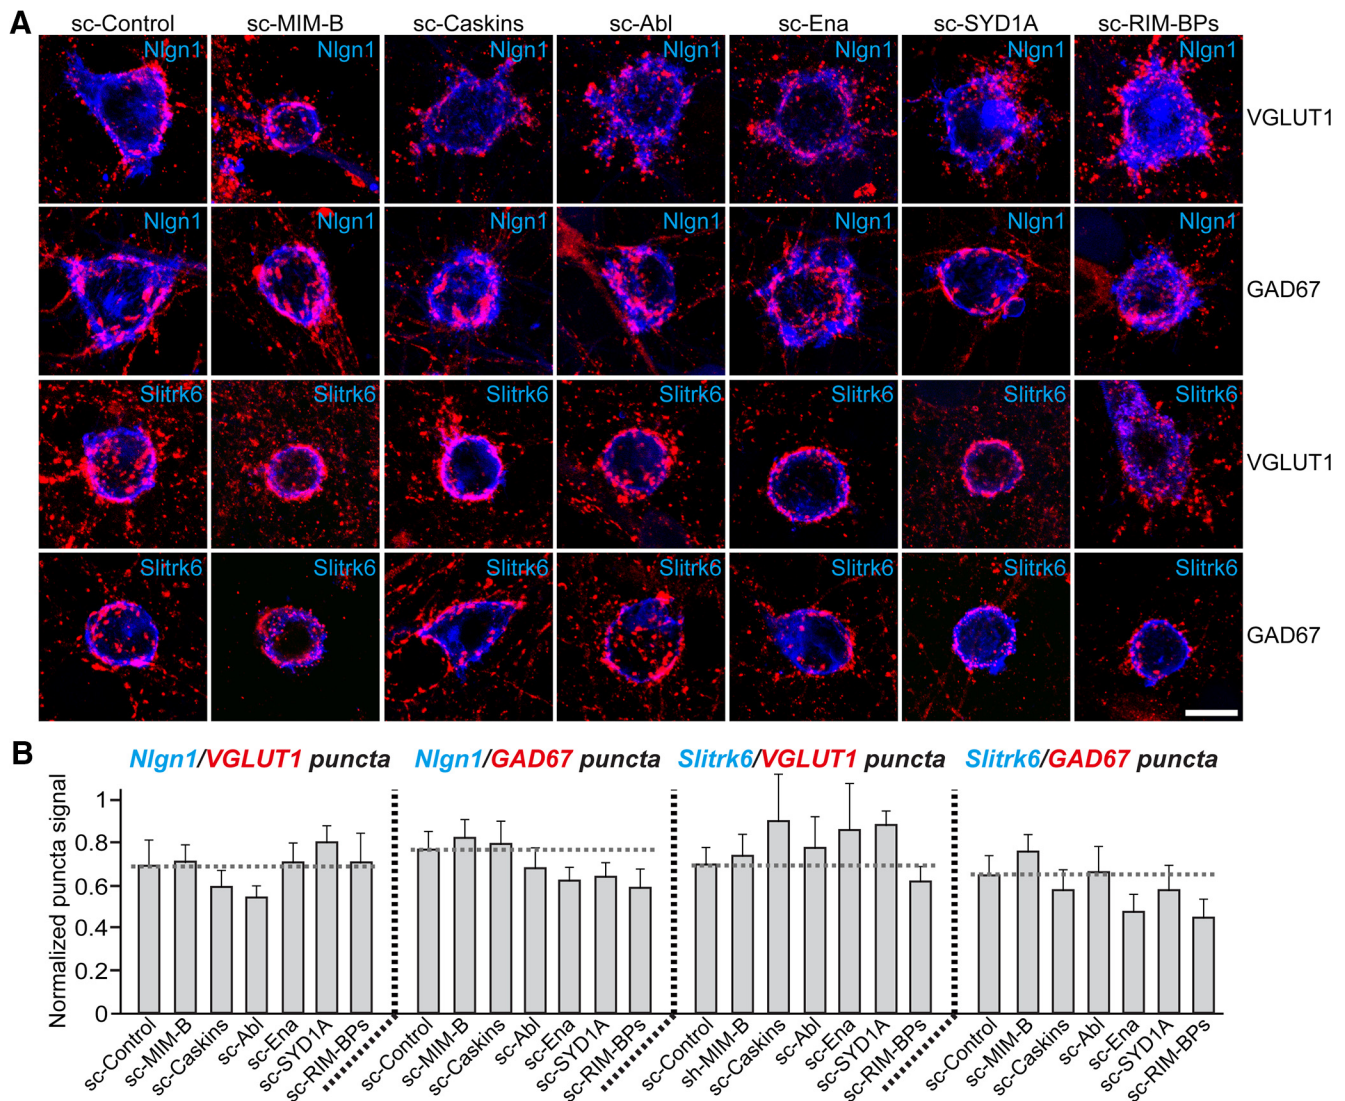 A
sc-Control sc-MIM-B sc-Caskins sc-Abl sc-Ena sc-SYD1A sc-RIM-BPs
Nlgn1 Nlgn1 Nlgn1 Nlgn1 Nlgn1 Nlgn1 Nlgn1
VGLUT1
Nlgn1 Nlgn1 Nlgn1 Nlgn1 Nlgn1 Nlgn1 Nlgn1
GAD67
Slitrk6 Slitrk6 Slitrk6 Slitrk6 Slitrk6 Slitrk6 Slitrk6
VGLUT1
Slitrk6 Slitrk6 Slitrk6 Slitrk6 Slitrk6 Slitrk6 Slitrk6
GAD67
B
Nlgn1/VGLUT1 puncta Nlgn1/GAD67 puncta Slitrk6/VGLUT1 puncta Slitrk6/GAD67 puncta
Normalized puncta signal
1
0.8
0.6
0.4
0.2
0
sc-Control sc-MIM-B sc-Caskins sc-Abl sc-Ena sc-SYD1A sc-RIM-BPs
sc-Control sc-MIM-B sc-Caskins sc-Abl sc-Ena sc-SYD1A sc-RIM-BPs
sc-Control sh-MIM-B sc-Caskins sc-Abl sc-Ena sc-SYD1A sc-RIM-BPs
sc-Control sc-MIM-B sc-Caskins sc-Abl sc-Ena sc-SYD1A sc-RIM-BPs